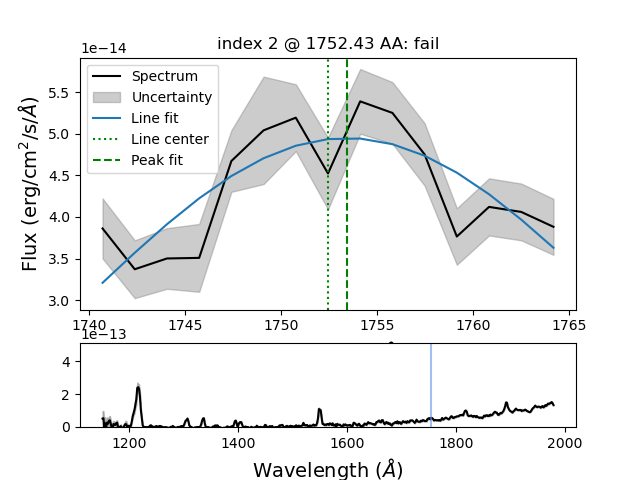 index 2 @ 1752.43 AA: fail
1e−14
Flux (erg/cm²/s/Å)
5.5
5.0
4.5
4.0
3.5
3.0
Spectrum
Uncertainty
Line fit
Line center
Peak fit
1740 1745 1750 1755 1760 1765
1e−13
4
2
0
1200 1400 1600 1800 2000
Wavelength (Å)